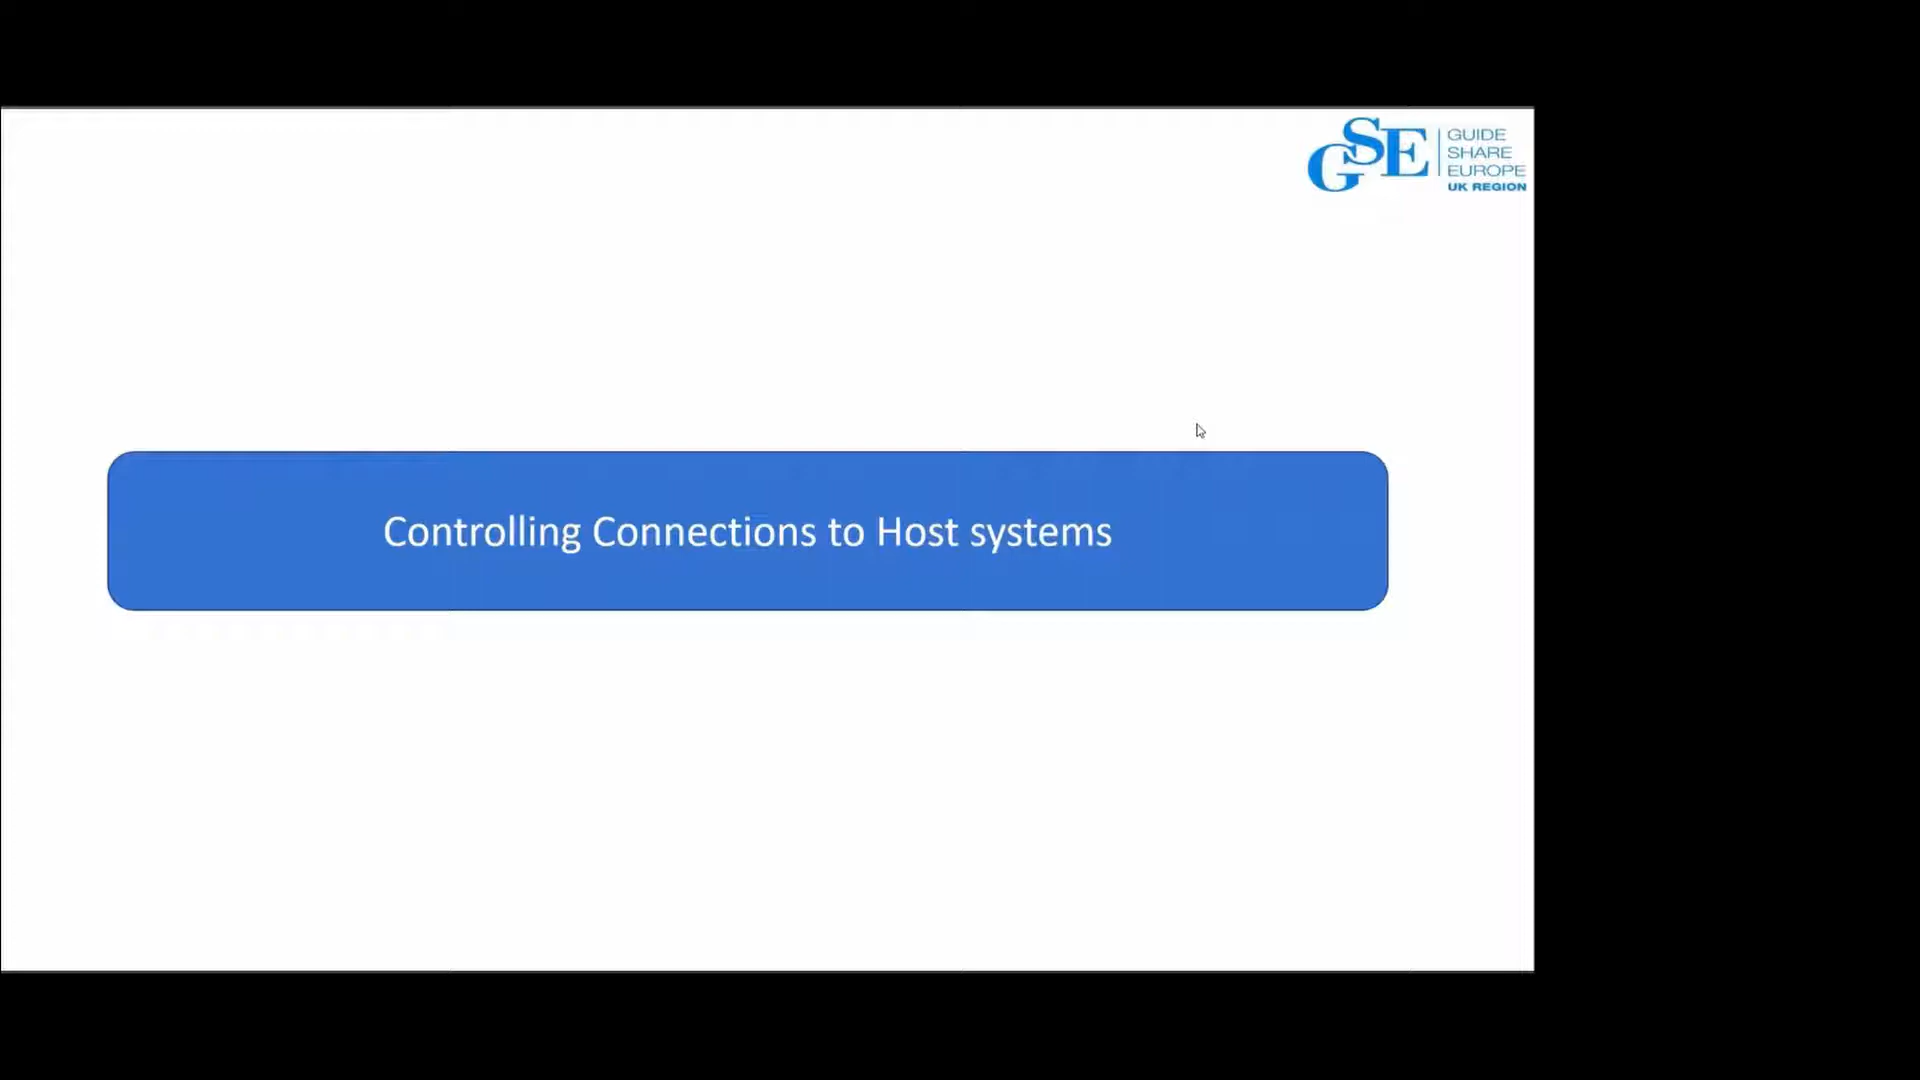 GSE
GUIDE
SHARE
EUROPE
UK REGION
Controlling Connections to Host systems